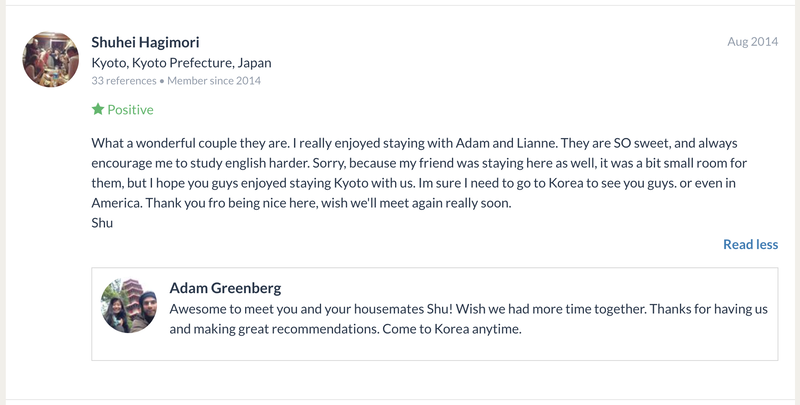 Shuhei Hagimori
Aug 2014
Kyoto, Kyoto Prefecture, Japan
33 references • Member since 2014
Positive
What a wonderful couple they are. I really enjoyed staying with Adam and Lianne. They are SO sweet, and always
encourage me to study english harder. Sorry, because my friend was staying here as well, it was a bit small room for
them, but I hope you guys enjoyed staying Kyoto with us. Im sure I need to go to Korea to see you guys. or even in
America. Thank you fro being nice here, wish we'll meet again really soon.
Shu
Read less
Adam Greenberg
Awesome to meet you and your housemates Shu! Wish we had more time together. Thanks for having us
and making great recommendations. Come to Korea anytime.